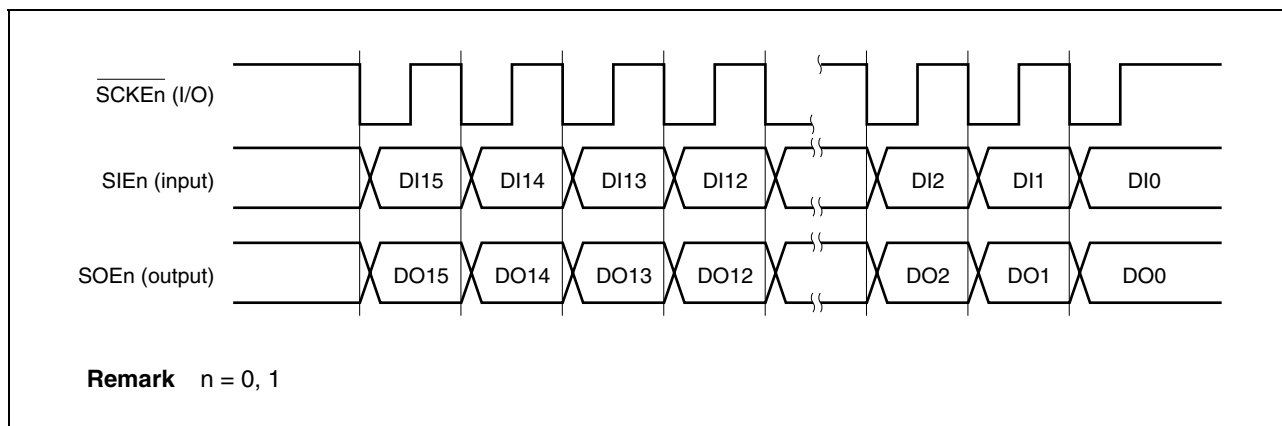 SCKEn (I/O)
SIEn (input) DI15 DI14 DI13 DI12 DI2 DI1 DI0
SOEn (output) DO15 DO14 DO13 DO12 DO2 DO1 DO0
Remark n = 0, 1